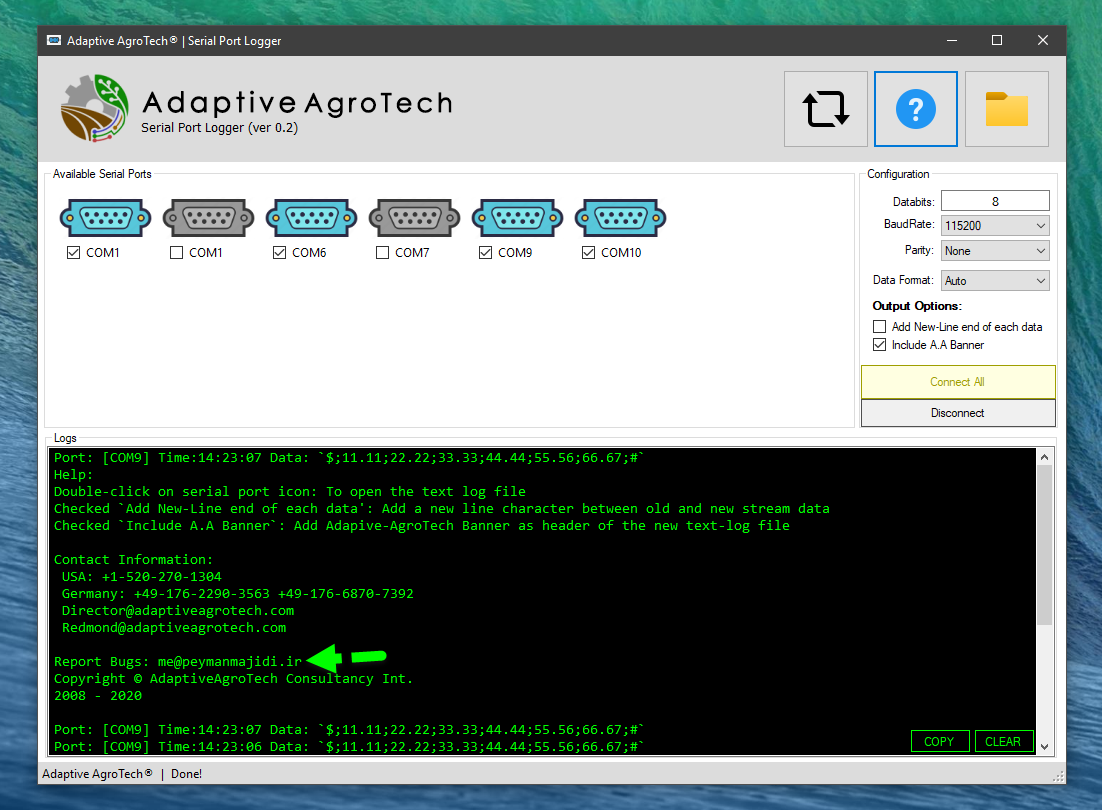 Adaptive AgroTech® | Serial Port Logger
Adaptive AgroTech
Serial Port Logger (ver 0.2)
?
Available Serial Ports
COM1
COM1
COM6
COM7
COM9
COM10
Configuration
Databits: 8
BaudRate: 115200
Parity: None
Data Format: Auto
Output Options:
Add New-Line end of each data
Include A.A Banner
Connect All
Disconnect
Logs
Port: [COM9] Time:14:23:07 Data: `$;11.11;22.22;33.33;44.44;55.56;66.67;#`
Help:
Double-click on serial port icon: To open the text log file
Checked `Add New-Line end of each data': Add a new line character between old and new stream data
Checked `Include A.A Banner`: Add Adapive-AgroTech Banner as header of the new text-log file
Contact Information:
USA: +1-520-270-1304
Germany: +49-176-2290-3563 +49-176-6870-7392
Director@adaptiveagrotech.com
Redmond@adaptiveagrotech.com
Report Bugs: me@peymanmajidi.ir
Copyright © AdaptiveAgroTech Consultancy Int.
2008 - 2020
Port: [COM9] Time:14:23:07 Data: `$;11.11;22.22;33.33;44.44;55.56;66.67;#`
Port: [COM9] Time:14:23:06 Data: `$;11.11;22.22;33.33;44.44;55.56;66.67;#`
COPY
CLEAR
Adaptive AgroTech® | Done!